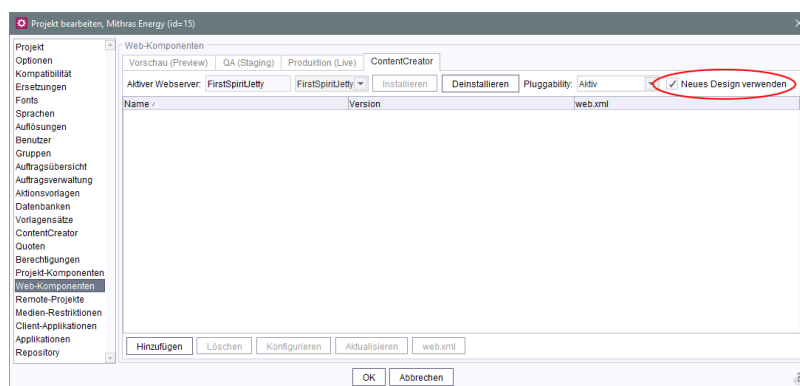 Projekt bearbeiten, Mithras Energy (id=15)
Projekt
Optionen
Kompatibilität
Ersetzungen
Fonts
Sprachen
Auflösungen
Benutzer
Gruppen
Auftragsübersicht
Auftragsverwaltung
Aktionsvorlagen
Datenbanken
Vorlagensätze
ContentCreator
Quoten
Berechtigungen
Projekt-Komponenten
Web-Komponenten
Remote-Projekte
Medien-Restriktionen
Client-Applikationen
Applikationen
Repository
Web-Komponenten
Vorschau (Preview) QA (Staging) Produktion (Live) ContentCreator
Aktiver Webserver: FirstSpiritJetty FirstSpiritJetty Installieren Deinstallieren Pluggability: Aktiv Neues Design verwenden
Name Version web.xml
Hinzufügen Löschen Konfigurieren Aktualisieren web.xml
OK Abbrechen